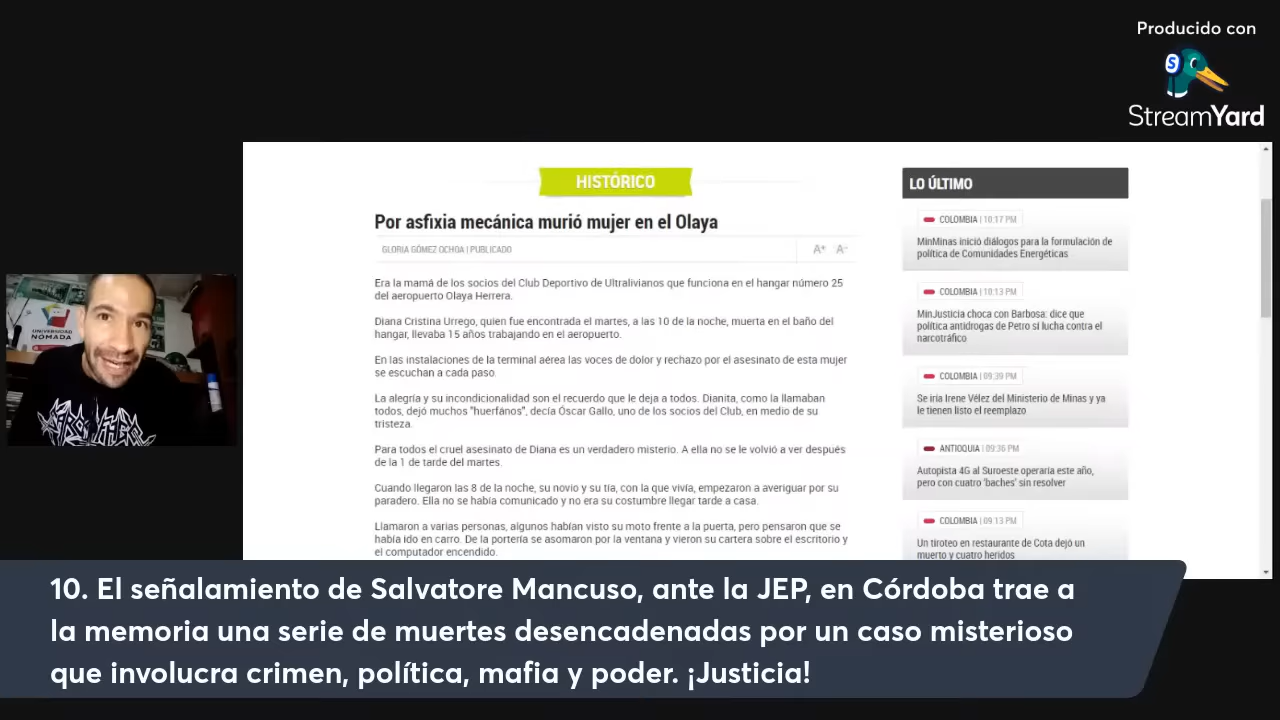 Producido con
StreamYard
HISTÓRICO
Por asfixia mecánica murió mujer en el Olaya
GLORIA GÓMEZ OCHOA | PUBLICADO
A+ A-
Era la mamá de los socios del Club Deportivo de Ultralivianos que funciona en el hangar número 25
del aeropuerto Olaya Herrera.
Diana Cristina Urrego, quien fue encontrada el martes, a las 10 de la noche, muerta en el baño del
hangar, llevaba 15 años trabajando en el aeropuerto.
En las instalaciones de la terminal aérea las voces de dolor y rechazo por el asesinato de esta mujer
se escuchan a cada paso.
La alegría y su incondicionalidad son el recuerdo que le deja a todos. Dianita, como la llamaban
todos, dejó muchos "huerfános", decía Óscar Gallo, uno de los socios del Club, en medio de su
tristeza.
Para todos el cruel asesinato de Diana es un verdadero misterio. A ella no se le volvió a ver después
de la 1 de tarde del martes.
Cuando llegaron las 8 de la noche, su novio y su tía, con la que vivía, empezaron a averiguar por su
paradero. Ella no se había comunicado y no era su costumbre llegar tarde a casa.
Llamaron a varias personas, algunos habían visto su moto frente a la puerta, pero pensaron que se
había ido en carro. De la portería se asomaron por la ventana y vieron su cartera sobre el escritorio y
el computador encendido.
LO ÚLTIMO
COLOMBIA | 10:17 PM
MinMinas inició diálogos para la formulación de
política de Comunidades Energéticas
COLOMBIA | 10:13 PM
MinJusticia choca con Barbosa: dice que
política antidrogas de Petro sí lucha contra el
narcotráfico
COLOMBIA | 09:39 PM
Se iría Irene Vélez del Ministerio de Minas y ya
le tienen listo el reemplazo
ANTIOQUIA | 09:36 PM
Autopista 4G al Suroeste operaría este año,
pero con cuatro 'baches' sin resolver
COLOMBIA | 09:13 PM
Un tiroteo en restaurante de Cota dejó un
muerto y cuatro heridos
UNIVERSIDAD
NÓMADA
10. El señalamiento de Salvatore Mancuso, ante la JEP, en Córdoba trae a
la memoria una serie de muertes desencadenadas por un caso misterioso
que involucra crimen, política, mafia y poder. ¡Justicia!